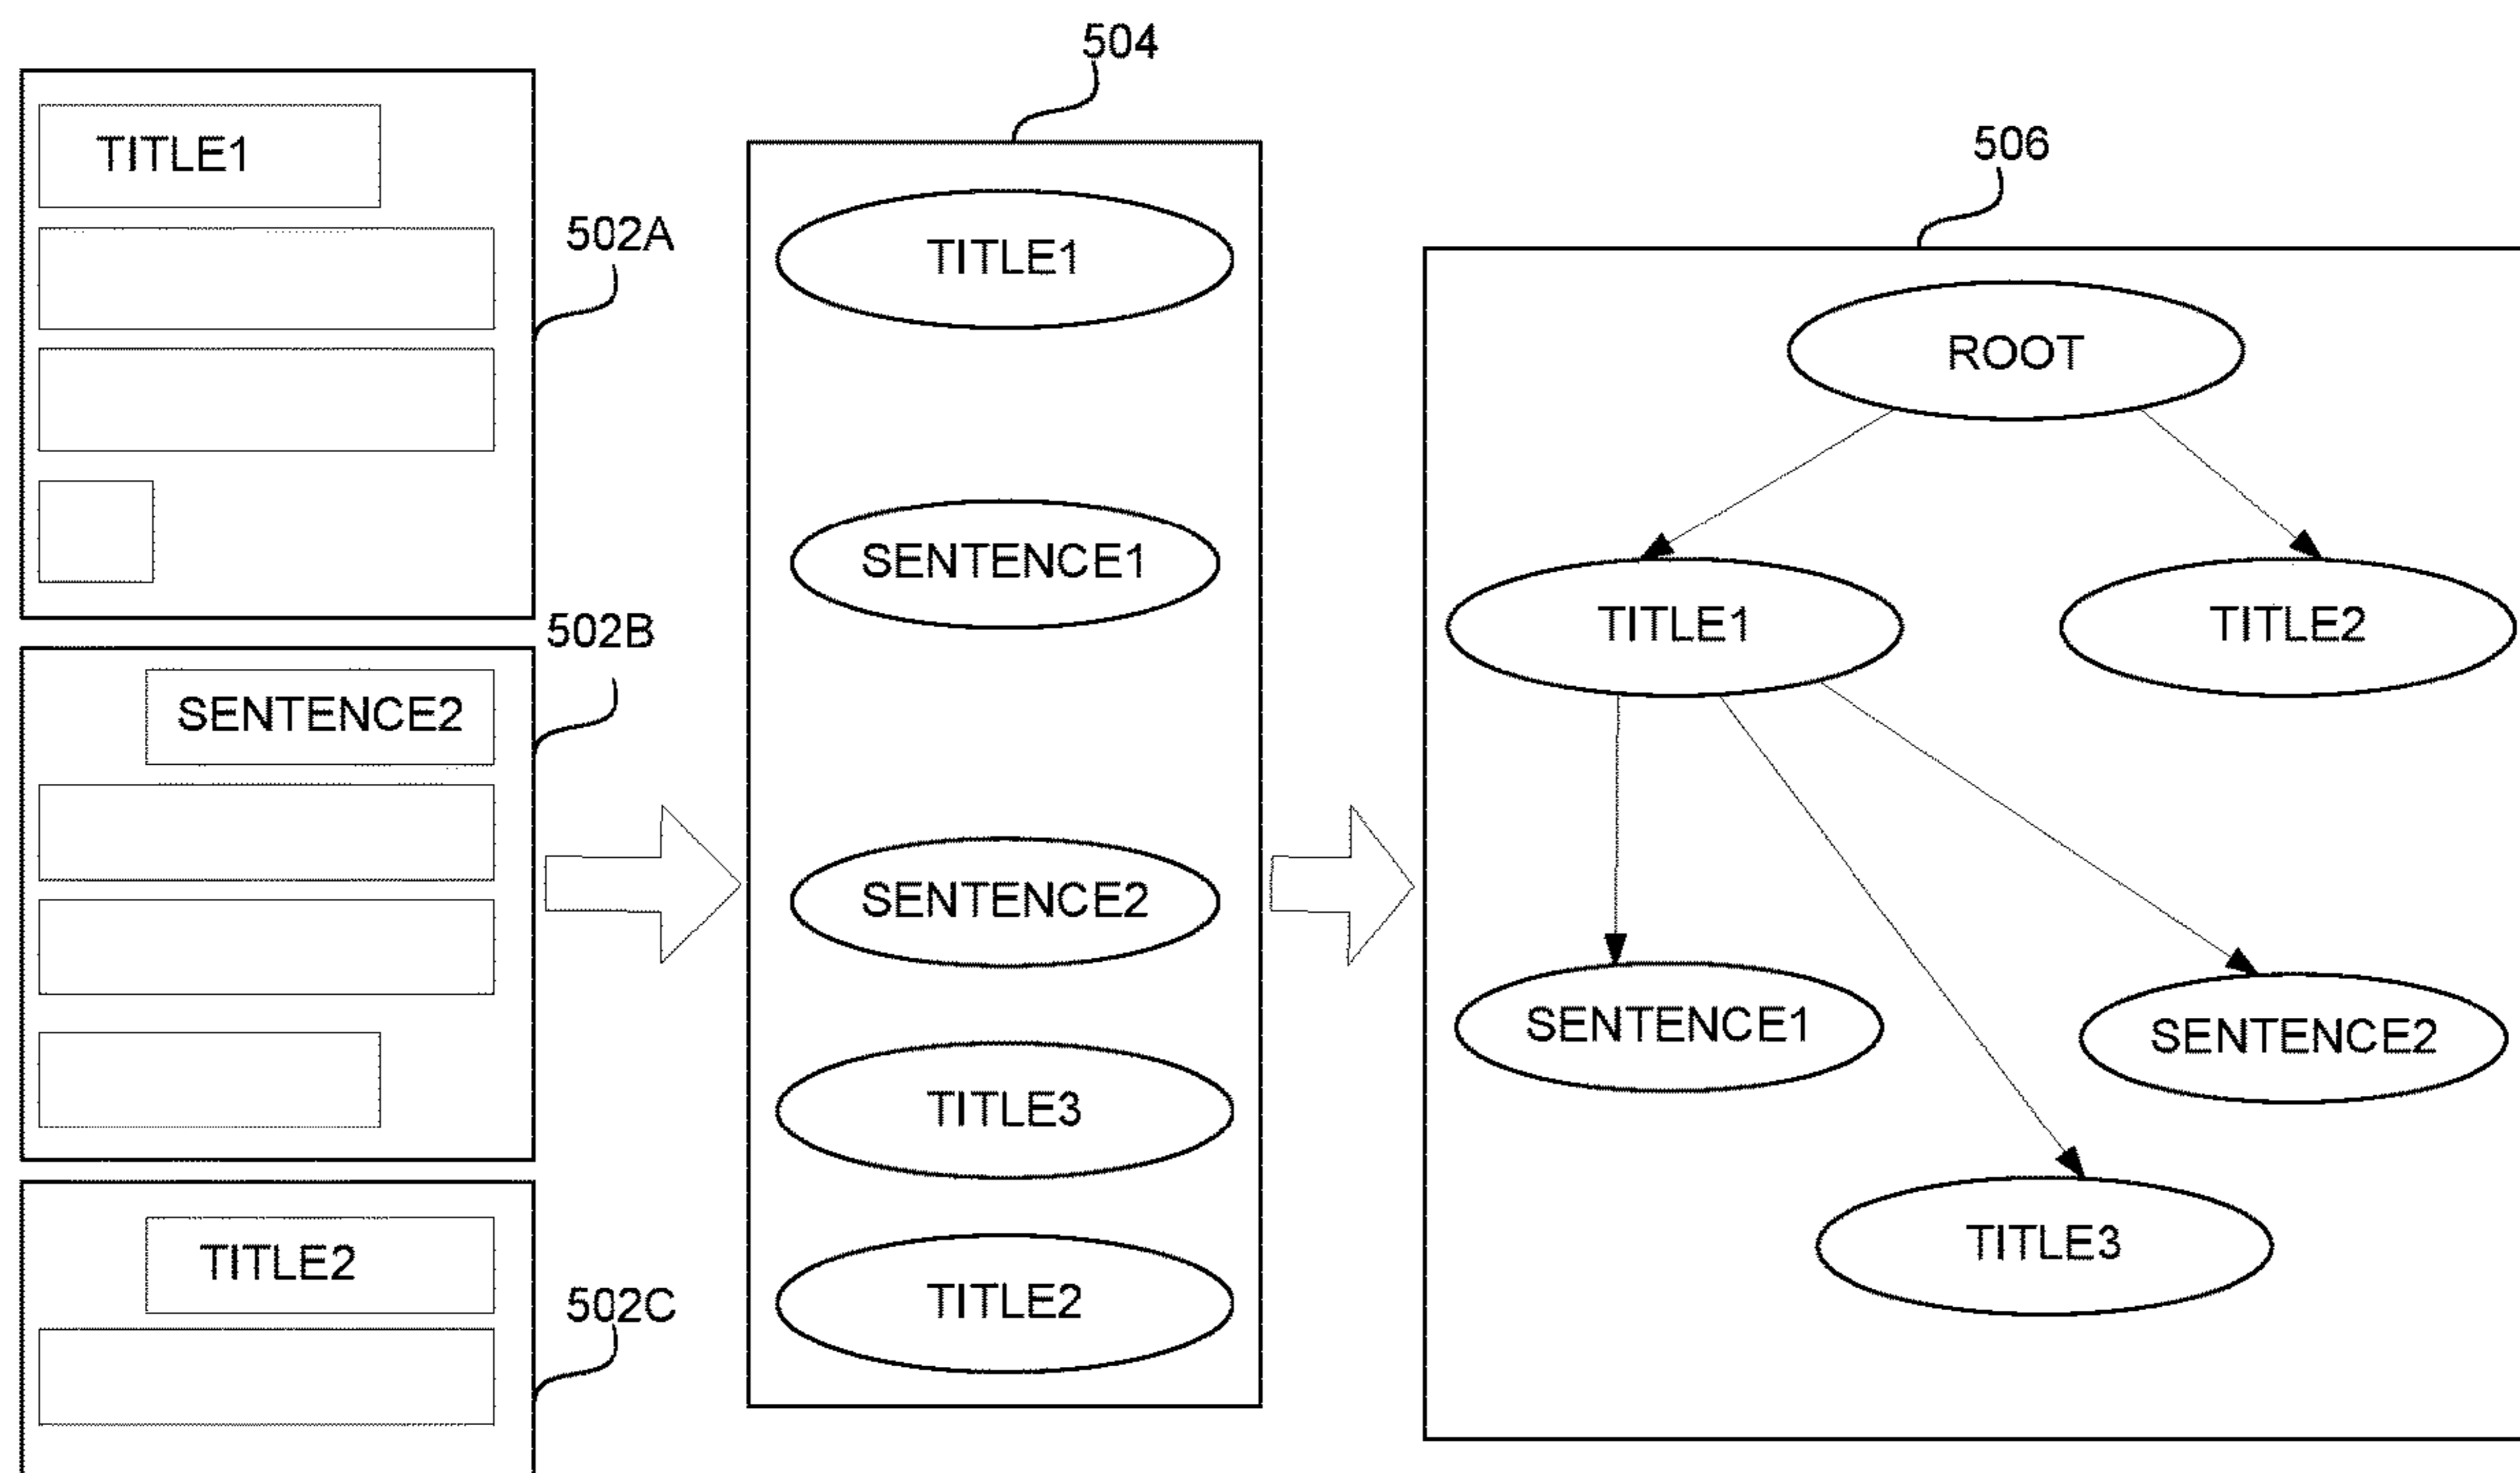 504
506
TITLE1
502A
502B
SENTENCE2
TITLE2
502C
TITLE1
SENTENCE1
SENTENCE2
TITLE3
TITLE2
ROOT
TITLE1
TITLE2
SENTENCE1
SENTENCE2
TITLE3